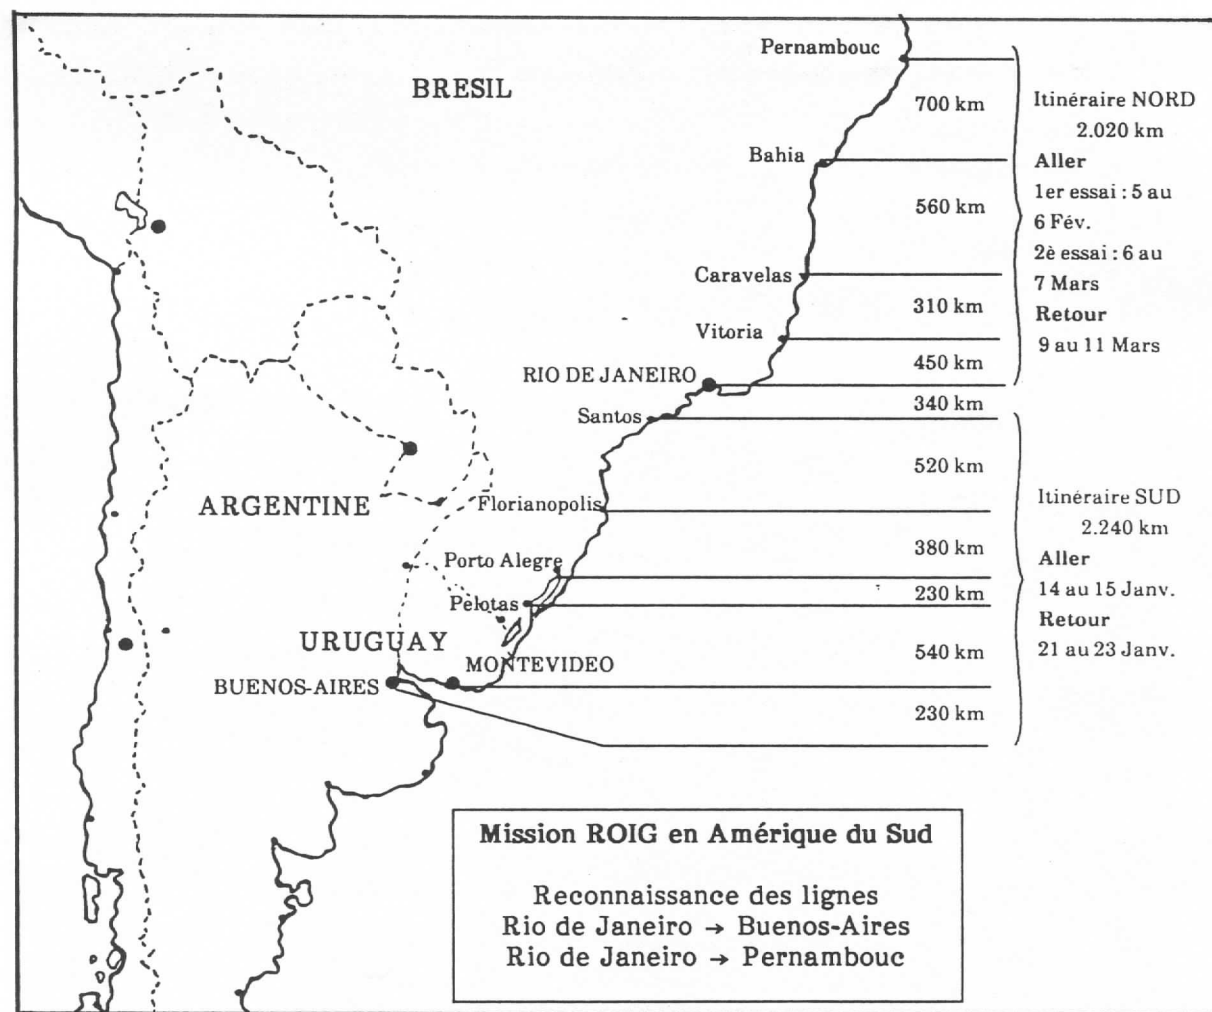 Pernambouc
BRESIL
700 km
Itinéraire NORD
2.020 km
Bahia
Aller
1er essai : 5 au
6 Fév.
560 km
2è essai : 6 au
7 Mars
Caravelas
310 km
Retour
Vitoria
9 au 11 Mars
450 km
RIO DE JANEIRO
340 km
Santos
520 km
ARGENTINE
Florianopolis
Itinéraire SUD
2.240 km
380 km
Porto Alegre
Aller
230 km
14 au 15 Janv.
Pelotas
Retour
URUGUAY
540 km
21 au 23 Janv.
MONTEVIDEO
BUENOS-AIRES
230 km
Mission ROIG en Amérique du Sud
Reconnaissance des lignes
Rio de Janeiro → Buenos-Aires
Rio de Janeiro → Pernambouc